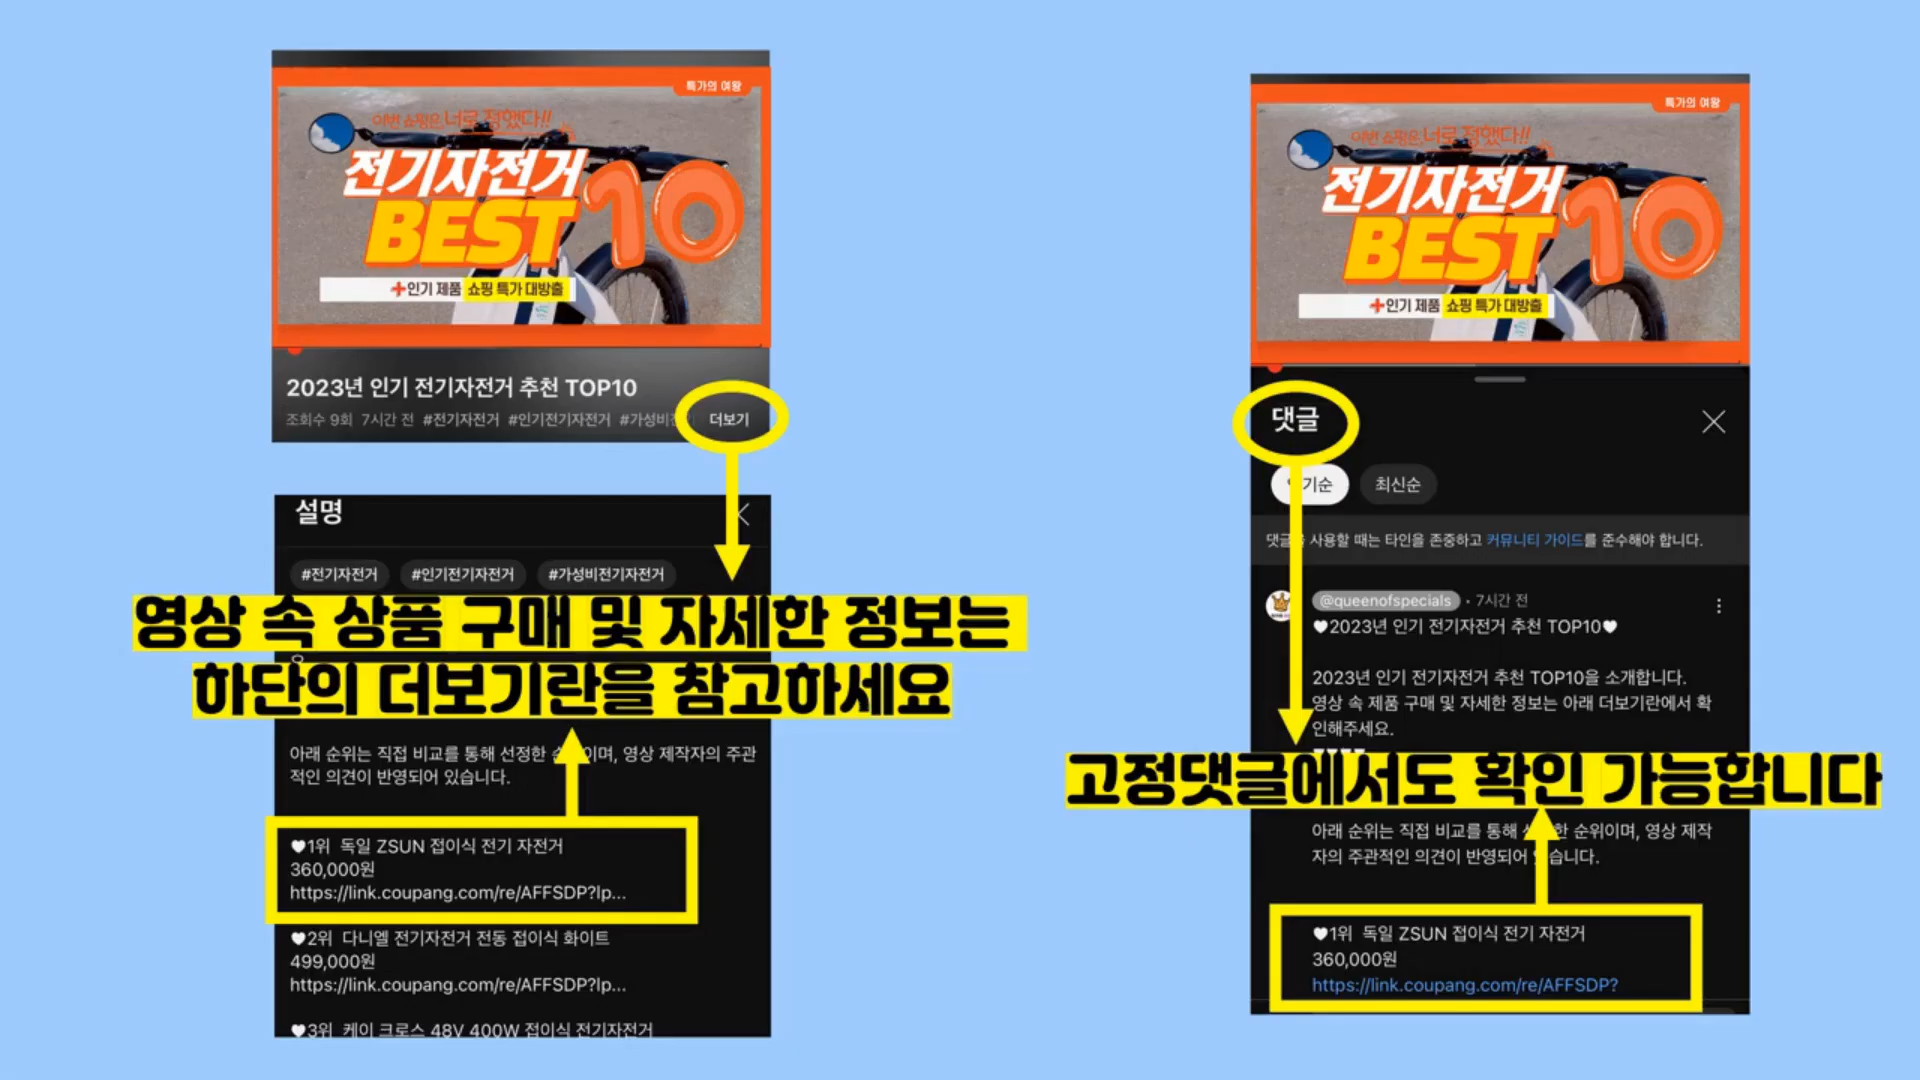 특가의 여왕
이번 쇼핑은 너로 정했다!!
전기자전거
BEST 10
+인기 제품 쇼핑 특가 대방출
2023년 인기 전기자전거 추천 TOP10
조회수 9회 7시간 전 #전기자전거 #인기전기자전거 #가성비 더보기
설명
#전기자전거 #인기전기자전거 #가성비전기자전거
영상 속 상품 구매 및 자세한 정보는
하단의 더보기란을 참고하세요
아래 순위는 직접 비교를 통해 선정한 이며, 영상 제작자의 주관
적인 의견이 반영되어 있습니다.
♥1위 독일 ZSUN 접이식 전기 자전거
360,000원
https://link.coupang.com/re/AFFSDP?lp...
♥2위 다니엘 전기자전거 전동 접이식 화이트
499,000원
https://link.coupang.com/re/AFFSDP?lp...
♥3위 케이 크로스 48V 400W 접이식 전기자전거
특가의 여왕
이번 쇼핑은 너로 정했다!!
전기자전거
BEST 10
+인기 제품 쇼핑 특가 대방출
댓글
기순 최신순
댓글 사용할 때는 타인을 존중하고 커뮤니티 가이드를 준수해야 합니다.
@queenofspecials · 7시간 전
♥2023년 인기 전기자전거 추천 TOP10♥
2023년 인기 전기자전거 추천 TOP10을 소개합니다.
영상 속 제품 구매 및 자세한 정보는 아래 더보기란에서 확
인해주세요.
고정댓글에서도 확인 가능합니다
아래 순위는 직접 비교를 통해 한 순위이며, 영상 제작
자의 주관적인 의견이 반영되어 습니다.
♥1위 독일 ZSUN 접이식 전기 자전거
360,000원
https://link.coupang.com/re/AFFSDP?